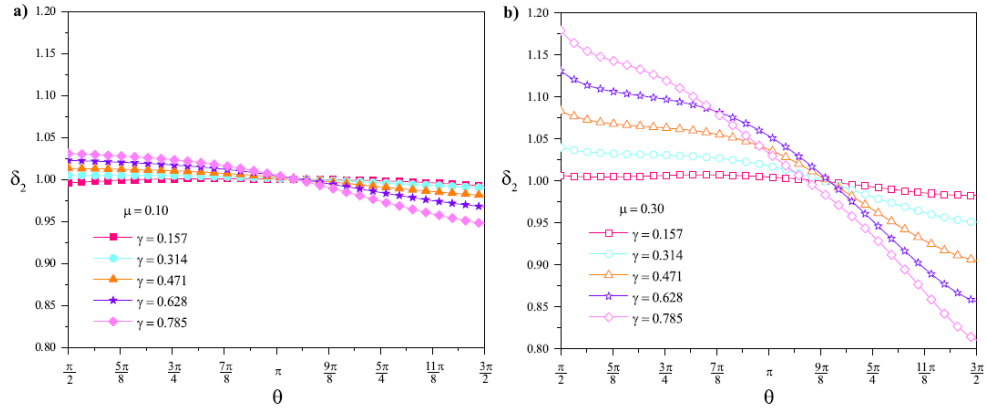 a)
1.20
1.15
1.10
1.05
1.00
0.95
0.90
0.85
0.80
δ2
μ = 0.10
γ = 0.157
γ = 0.314
γ = 0.471
γ = 0.628
γ = 0.785
π/2 5π/8 3π/4 7π/8 π 9π/8 5π/4 11π/8 3π/2
θ
b)
1.20
1.15
1.10
1.05
1.00
0.95
0.90
0.85
0.80
δ2
μ = 0.30
γ = 0.157
γ = 0.314
γ = 0.471
γ = 0.628
γ = 0.785
π/2 5π/8 3π/4 7π/8 π 9π/8 5π/4 11π/8 3π/2
θ